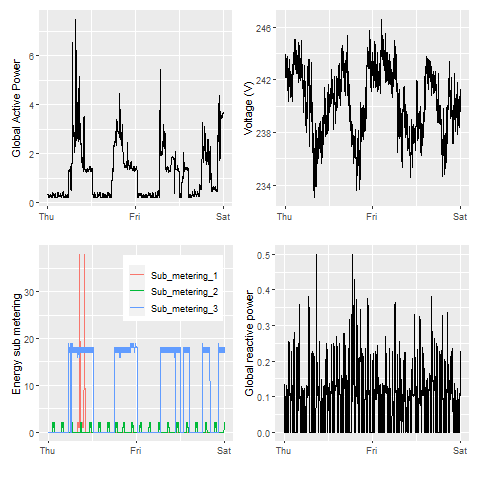 Global Active Power
6
4
2
0
Thu Fri Sat
Voltage (V)
246
242
238
234
Thu Fri Sat
Energy sub metering
30
20
10
0
Sub_metering_1
Sub_metering_2
Sub_metering_3
Thu Fri Sat
Global reactive power
0.5
0.4
0.3
0.2
0.1
0.0
Thu Fri Sat